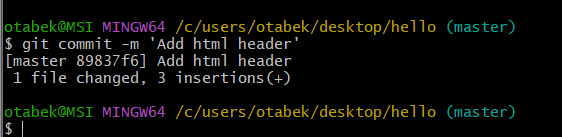 otabek@MSI MINGW64 /c/users/otabek/desktop/hello (master)
$ git commit -m 'Add html header'
[master 89837f6] Add html header
 1 file changed, 3 insertions(+)
otabek@MSI MINGW64 /c/users/otabek/desktop/hello (master)
$